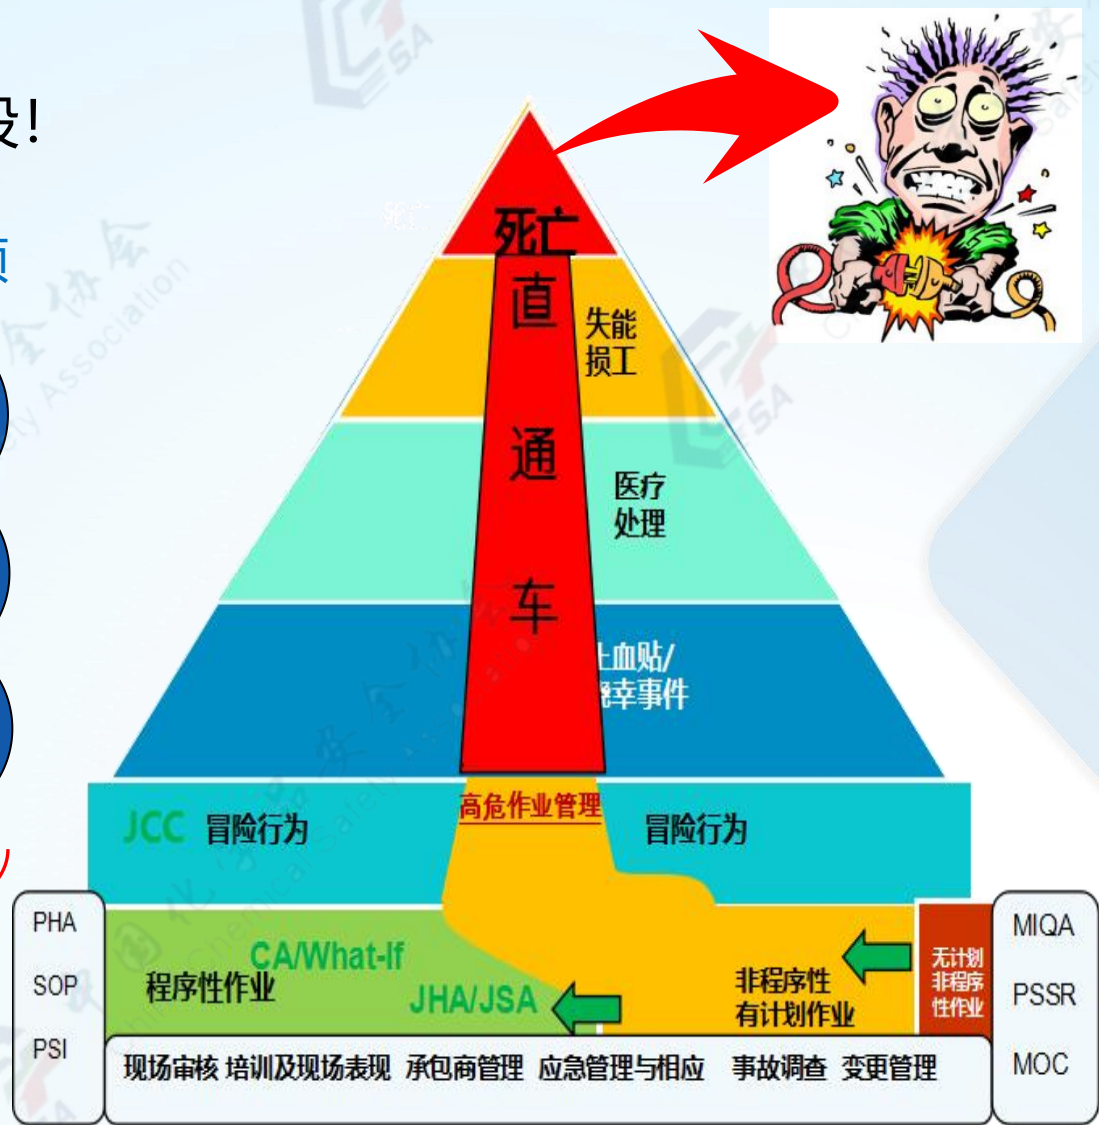 设!
死亡
直
通
车
失能
损工
医疗
处理
止血贴/
侥幸事件
高危作业管理
JCC 冒险行为
冒险行为
PHA
SOP
PSI
CA/What-If
程序性作业
JHA/JSA
非程序性
有计划作业
无计划
非程序
性作业
MIQA
PSSR
MOC
现场审核 培训及现场表现 承包商管理 应急管理与相应 事故调查 变更管理